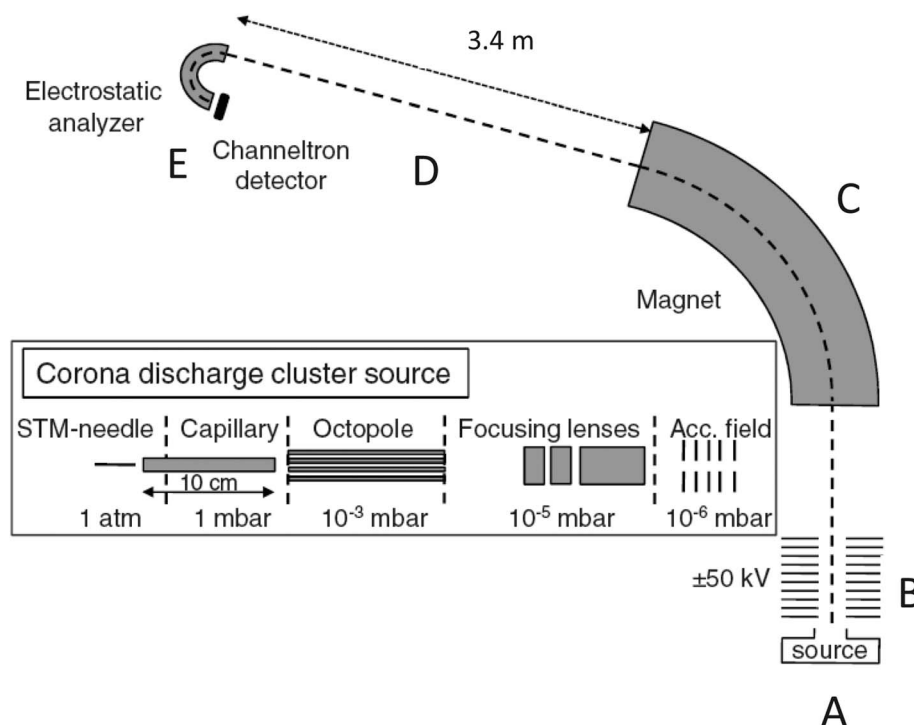 3.4 m
Electrostatic
analyzer
E
Channeltron
detector
D
C
Magnet
Corona discharge cluster source
STM-needle Capillary Octopole Focusing lenses Acc. field
10 cm
1 atm 1 mbar 10⁻³ mbar 10⁻⁵ mbar 10⁻⁶ mbar
±50 kV
B
source
A